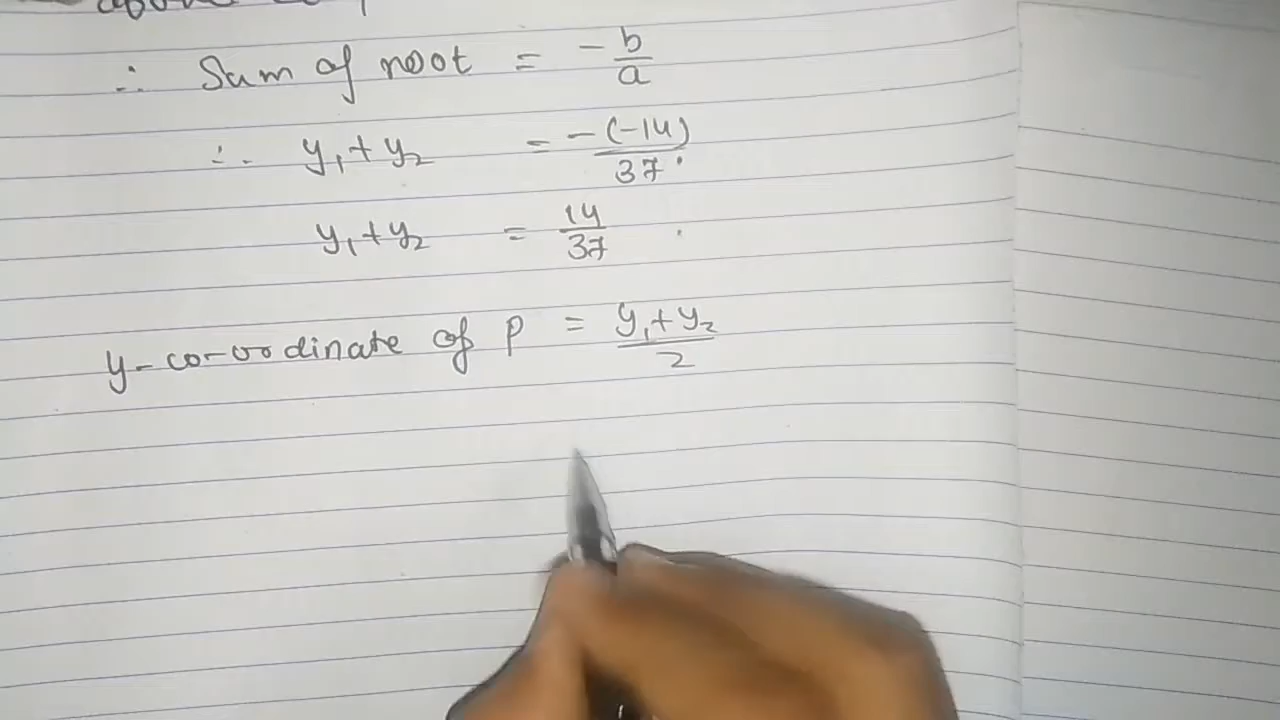 ∴ Sum of root = -b/a
∴ y₁+y₂ = -(-14)/37
y₁+y₂ = 14/37
y-co-ordinate of P = y₁+y₂/2